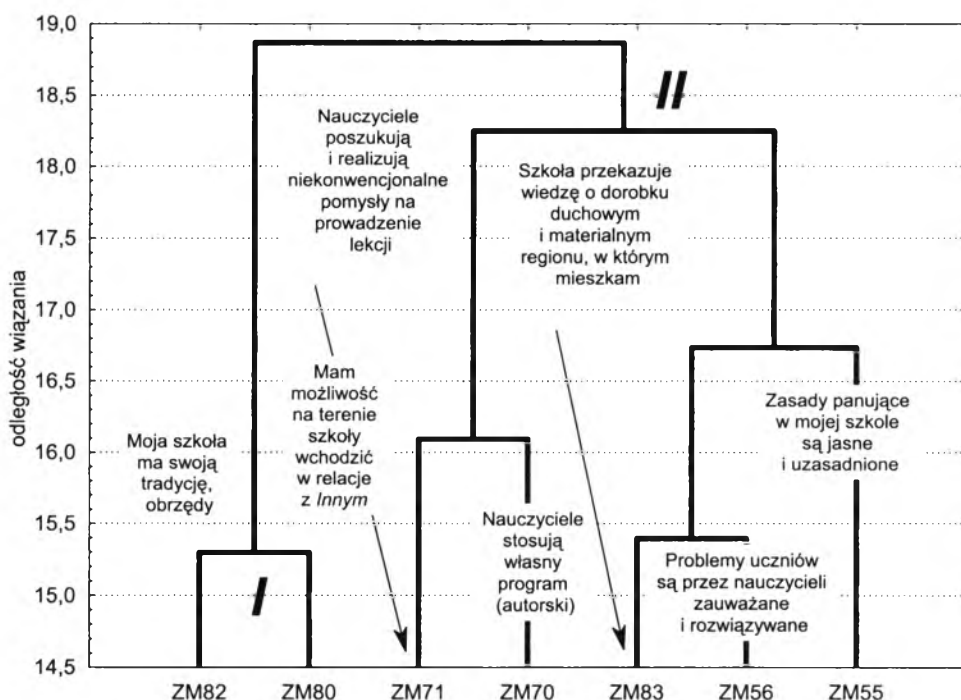 19,0
18,5
18,0
17,5
17,0
16,5
16,0
15,5
15,0
14,5
odległość wiązania
Moja szkoła
ma swoją
tradycję,
obrzędy
I
Nauczyciele
poszukują
i realizują
niekonwencjonalne
pomysły na
prowadzenie
lekcji
Mam
możliwość
na terenie
szkoły
wchodzić
w relacje
z Innym
Nauczyciele
stosują
własny
program
(autorski)
II
Szkoła przekazuje
wiedzę o dorobku
duchowym
i materialnym
regionu, w którym
mieszkam
Problemy uczniów
są przez nauczycieli
zauważane
i rozwiązywane
Zasady panujące
w mojej szkole
są jasne
i uzasadnione
ZM82 ZM80 ZM71 ZM70 ZM83 ZM56 ZM55